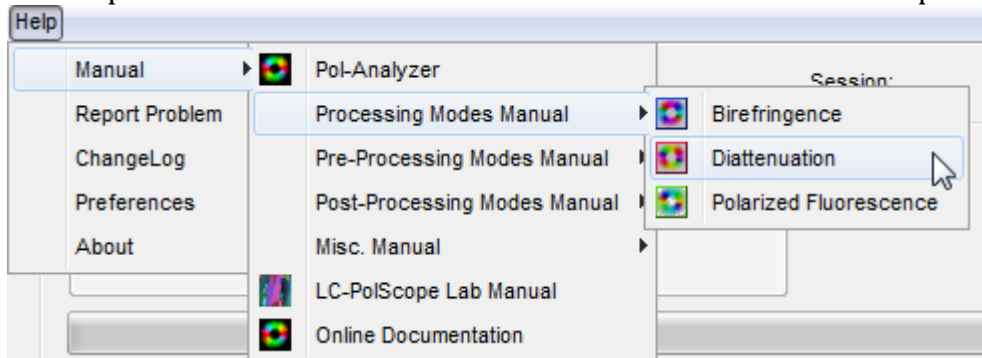 Help
Manual
Report Problem
ChangeLog
Preferences
About
Pol-Analyzer
Processing Modes Manual
Pre-Processing Modes Manual
Post-Processing Modes Manual
Misc. Manual
LC-PolScope Lab Manual
Online Documentation
Session:
Birefringence
Diattenuation
Polarized Fluorescence